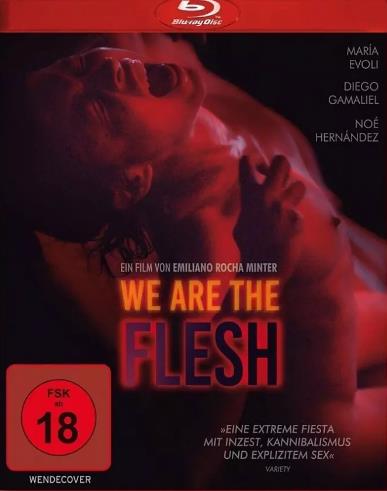 Blu-ray Disc
MARÍA
EVOLI
DIEGO
GAMALIEL
NOÉ
HERNÁNDEZ
EIN FILM VON EMILIANO ROCHA MINTER
WE ARE THE
FLESH
FSK
ab
18
WENDECOVER
»EINE EXTREME FIESTA
MIT INZEST, KANNIBALISMUS
UND EXPLIZITEM SEX«
VARIETY